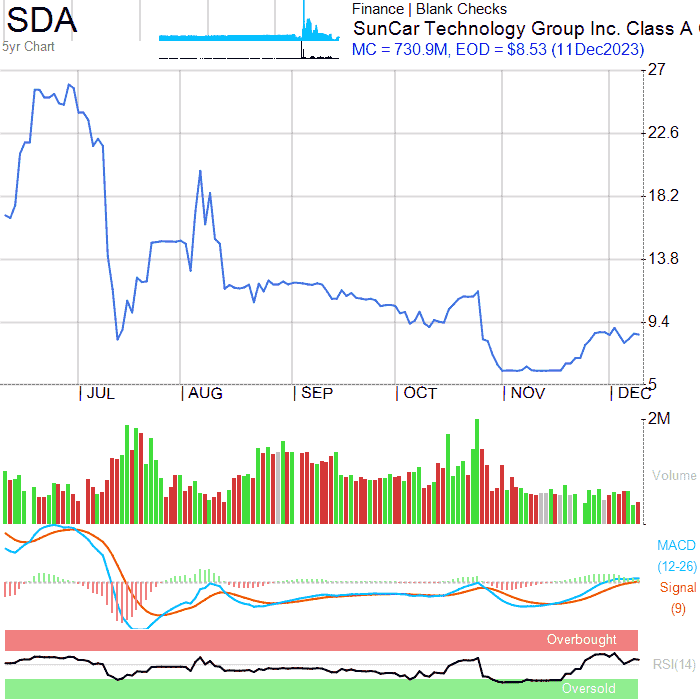 SDA
5yr Chart
Finance | Blank Checks
SunCar Technology Group Inc. Class A
MC = 730.9M, EOD = $8.53 (11Dec2023)
27
22.6
18.2
13.8
9.4
5
| JUL | AUG | SEP | OCT | NOV | DEC
2M
Volume
MACD
(12-26)
Signal
(9)
Overbought
RSI(14)
Oversold